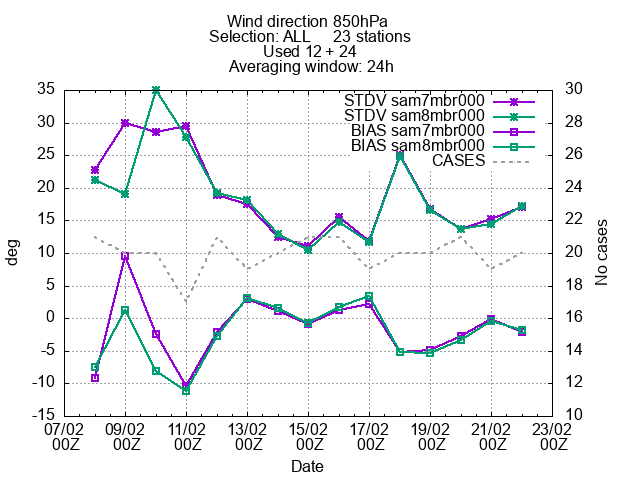 Wind direction 850hPa
Selection: ALL 23 stations
Used 12 + 24
Averaging window: 24h
STDV sam7mbr000
STDV sam8mbr000
BIAS sam7mbr000
BIAS sam8mbr000
CASES
35
30
25
20
15
10
5
0
-5
-10
-15
deg
30
28
26
24
22
20
18
16
14
12
10
No cases
07/02 09/02 11/02 13/02 15/02 17/02 19/02 21/02 23/02
00Z 00Z 00Z 00Z 00Z 00Z 00Z 00Z 00Z
Date